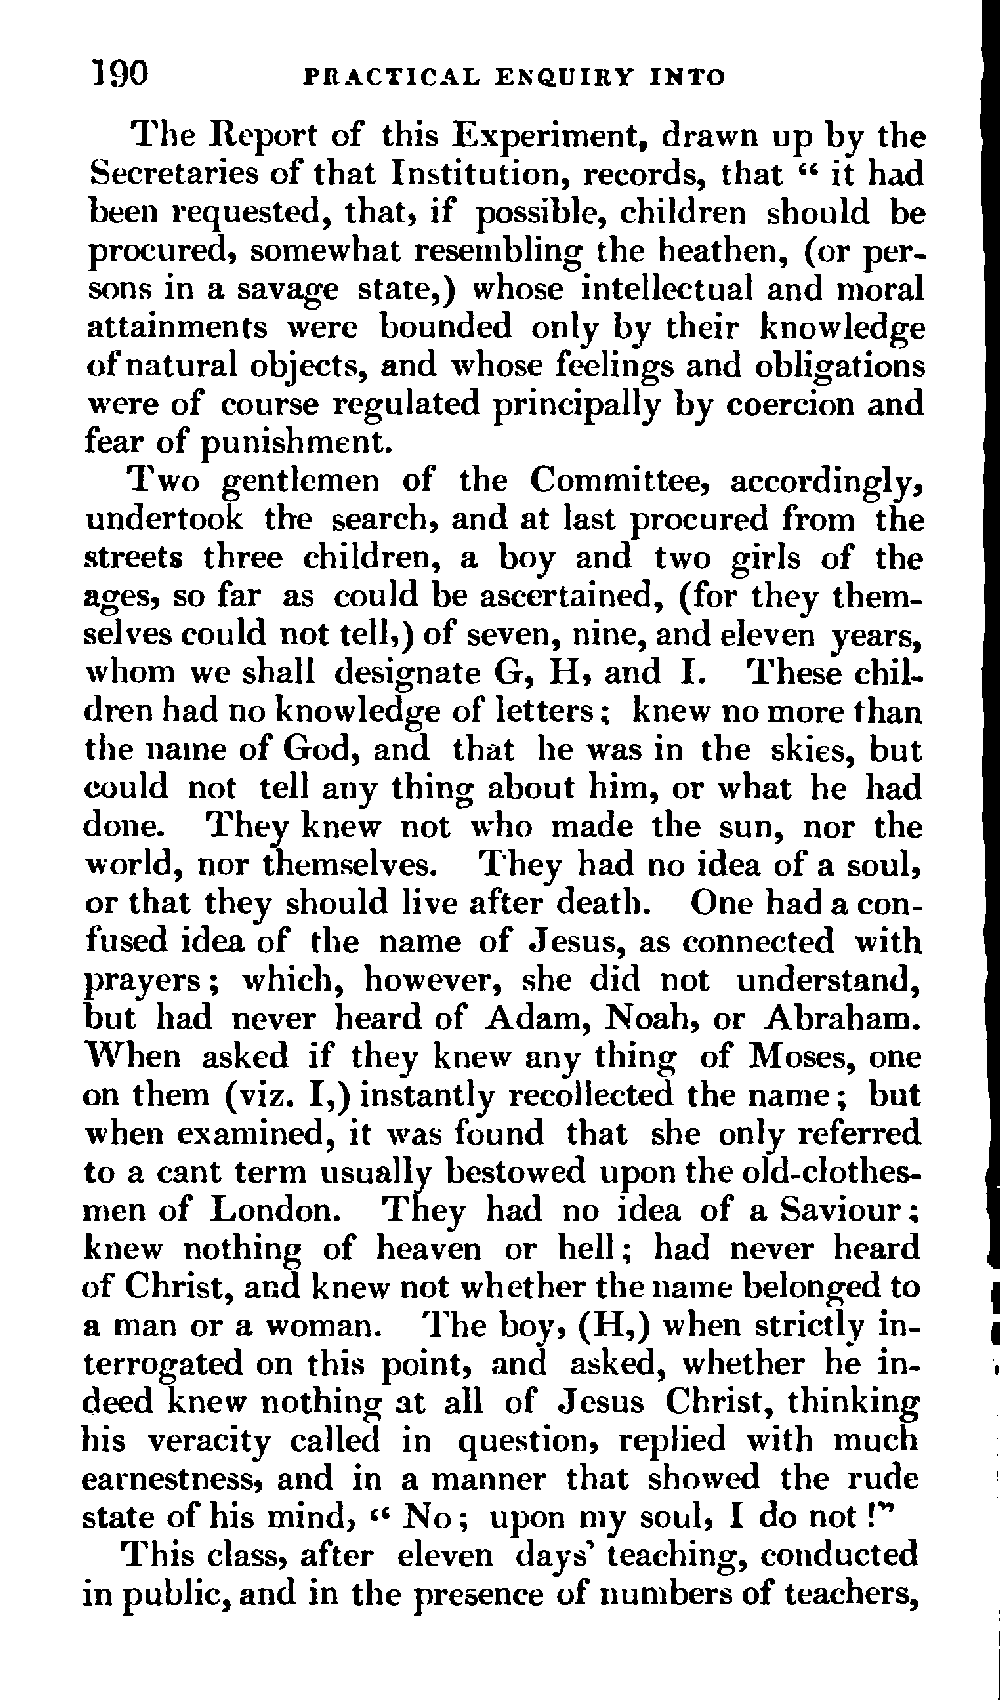 190 PRACTICAL ENQUIRY INTO
The Report of this Experiment, drawn up by the
Secretaries of that Institution, records, that “ it had
been requested, that, if possible, children should be
procured, somewhat resembling the heathen, (or per-
sons in a savage state,) whose intellectual and moral
attainments were bounded only by their knowledge
of natural objects, and whose feelings and obligations
were of course regulated principally by coercion and
fear of punishment.
Two gentlemen of the Committee, accordingly,
undertook the search, and at last procured from the
streets three children, a boy and two girls of the
ages, so far as could be ascertained, (for they them-
selves could not tell,) of seven, nine, and eleven years,
whom we shall designate G, H, and I. These chil-
dren had no knowledge of letters; knew no more than
the name of God, and that he was in the skies, but
could not tell any thing about him, or what he had
done. They knew not who made the sun, nor the
world, nor themselves. They had no idea of a soul,
or that they should live after death. One had a con-
fused idea of the name of Jesus, as connected with
prayers; which, however, she did not understand,
but had never heard of Adam, Noah, or Abraham.
When asked if they knew any thing of Moses, one
on them (viz. I,) instantly recollected the name; but
when examined, it was found that she only referred
to a cant term usually bestowed upon the old-clothes-
men of London. They had no idea of a Saviour;
knew nothing of heaven or hell; had never heard
of Christ, and knew not whether the name belonged to
a man or a woman. The boy, (H,) when strictly in-
terrogated on this point, and asked, whether he in-
deed knew nothing at all of Jesus Christ, thinking
his veracity called in question, replied with much
earnestness, and in a manner that showed the rude
state of his mind, “ No; upon my soul, I do not !”
This class, after eleven days’ teaching, conducted
in public, and in the presence of numbers of teachers,